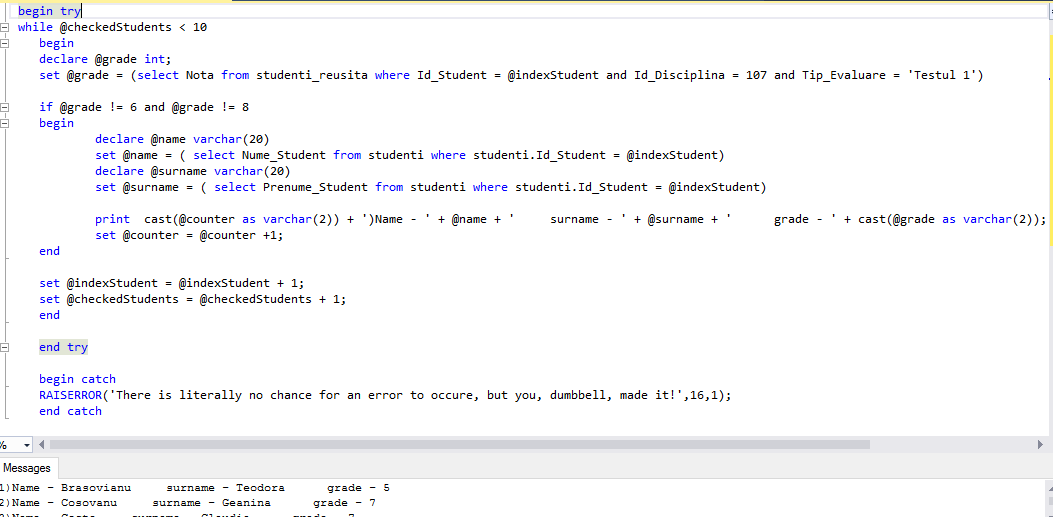 begin try
while @checkedStudents < 10
begin
declare @grade int;
set @grade = (select Nota from studenti_reusita where Id_Student = @indexStudent and Id_Disciplina = 107 and Tip_Evaluare = 'Testul 1')
if @grade != 6 and @grade != 8
begin
declare @name varchar(20)
set @name = ( select Nume_Student from studenti where studenti.Id_Student = @indexStudent)
declare @surname varchar(20)
set @surname = ( select Prenume_Student from studenti where studenti.Id_Student = @indexStudent)
print  cast(@counter as varchar(2)) + ')Name - ' + @name + '     surname - ' + @surname + '      grade - ' + cast(@grade as varchar(2));
set @counter = @counter +1;
end
set @indexStudent = @indexStudent + 1;
set @checkedStudents = @checkedStudents + 1;
end
end try
begin catch
RAISERROR('There is literally no chance for an error to occure, but you, dumbbell, made it!',16,1);
end catch
%
Messages
1)Name - Brasovianu     surname - Teodora      grade - 5
2)Name - Cosovanu     surname - Geanina      grade - 7